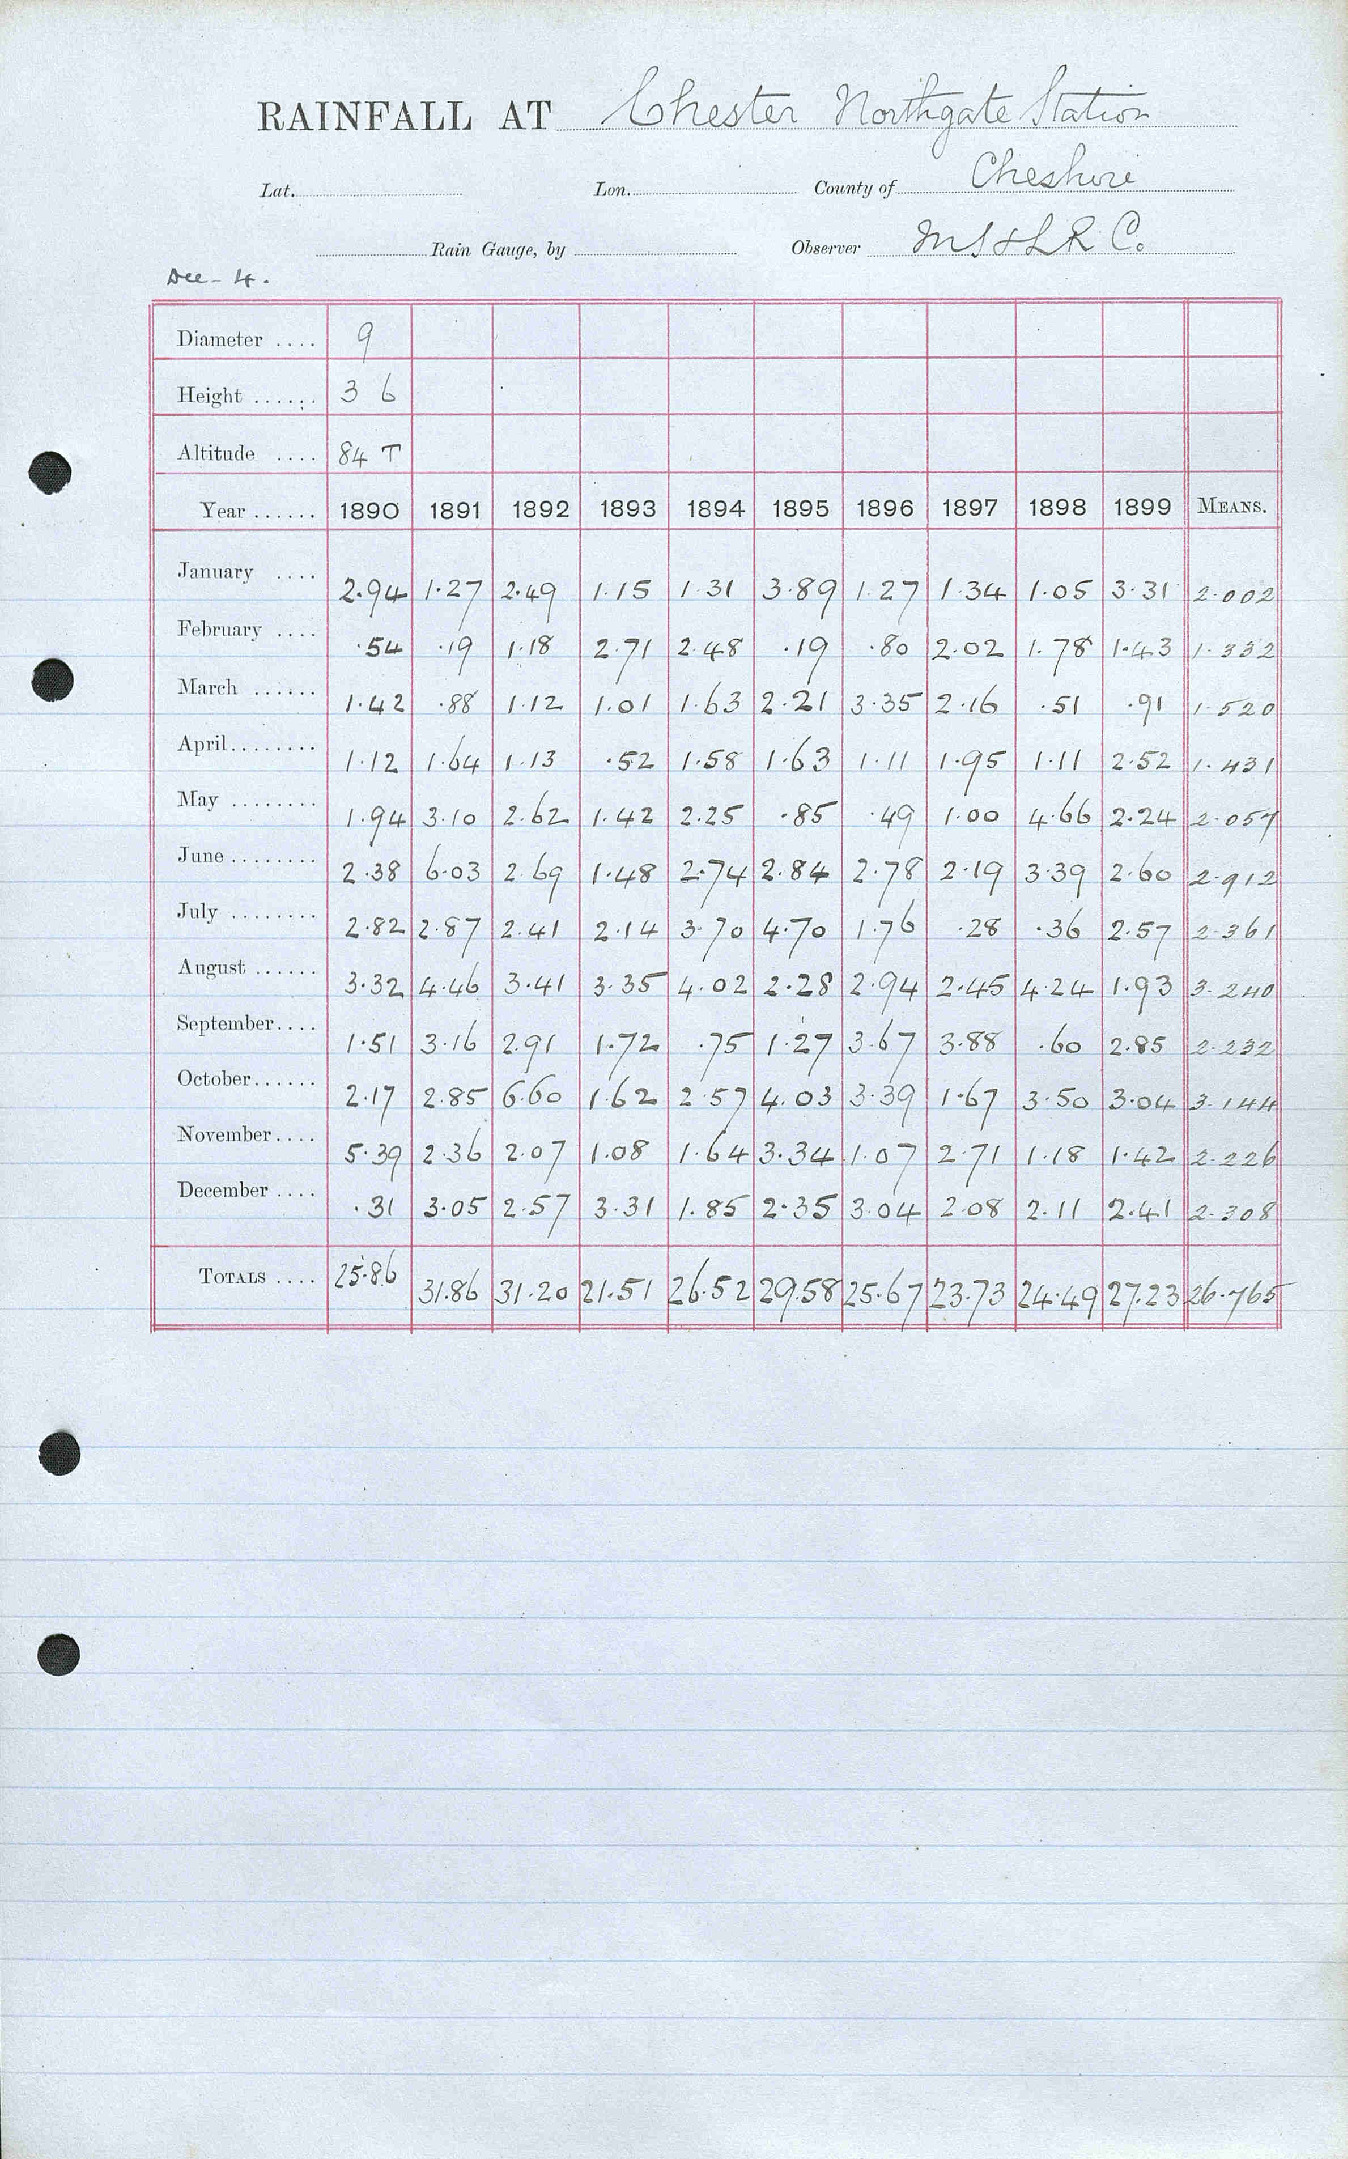 RAINFALL AT Chester Northgate Station
Lat. Lon. County of Cheshire
Rain Gauge, by Observer M S & L R Co.
Dec - 4.
Diameter .... 9
Height ...... 3 6
Altitude .... 84 T
Year ...... 1890 1891 1892 1893 1894 1895 1896 1897 1898 1899 MEANS.
January .... 2.94 1.27 2.49 1.15 1.31 3.89 1.27 1.34 1.05 3.31 2.002
February .... .54 .19 1.18 2.71 2.48 .19 .80 2.02 1.78 1.43 1.332
March ...... 1.42 .88 1.12 1.01 1.63 2.21 3.35 2.16 .51 .91 1.520
April........ 1.12 1.64 1.13 .52 1.58 1.63 1.11 1.95 1.11 2.52 1.431
May ........ 1.94 3.10 2.62 1.42 2.25 .85 .49 1.00 4.66 2.24 2.057
June ........ 2.38 6.03 2.69 1.48 2.74 2.84 2.78 2.19 3.39 2.60 2.912
July ........ 2.82 2.87 2.41 2.14 3.70 4.70 1.76 .28 .36 2.57 2.361
August ...... 3.32 4.46 3.41 3.35 4.02 2.28 2.94 2.45 4.24 1.93 3.240
September.... 1.51 3.16 2.91 1.72 .75 1.27 3.67 3.88 .60 2.85 2.232
October...... 2.17 2.85 6.60 1.62 2.57 4.03 3.39 1.67 3.50 3.04 3.144
November.... 5.39 2.36 2.07 1.08 1.64 3.34 1.07 2.71 1.18 1.42 2.226
December .... .31 3.05 2.57 3.31 1.85 2.35 3.04 2.08 2.11 2.41 2.308
TOTALS .... 25.86 31.86 31.20 21.51 26.52 29.58 25.67 23.73 24.49 27.23 26.765